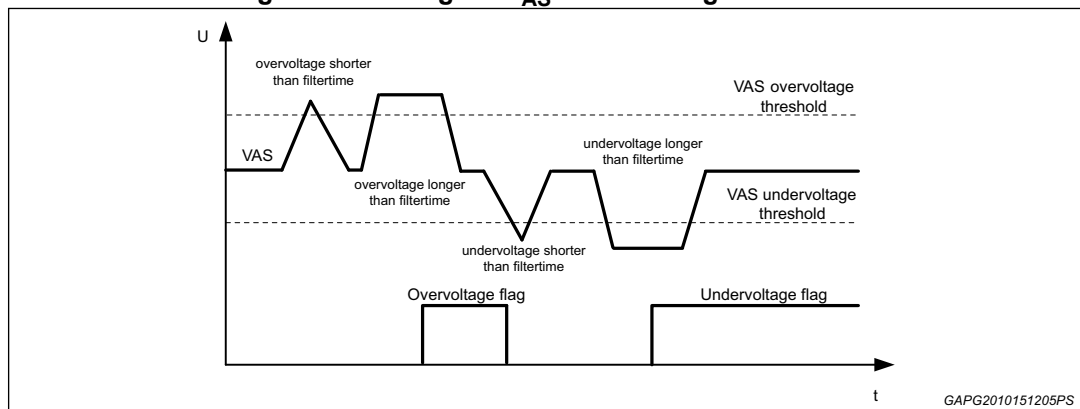 AS
U
overvoltage shorter
than filtertime
VAS overvoltage
threshold
VAS
undervoltage longer
than filtertime
overvoltage longer
than filtertime
VAS undervoltage
threshold
undervoltage shorter
than filtertime
Overvoltage flag
Undervoltage flag
t
GAPG2010151205PS